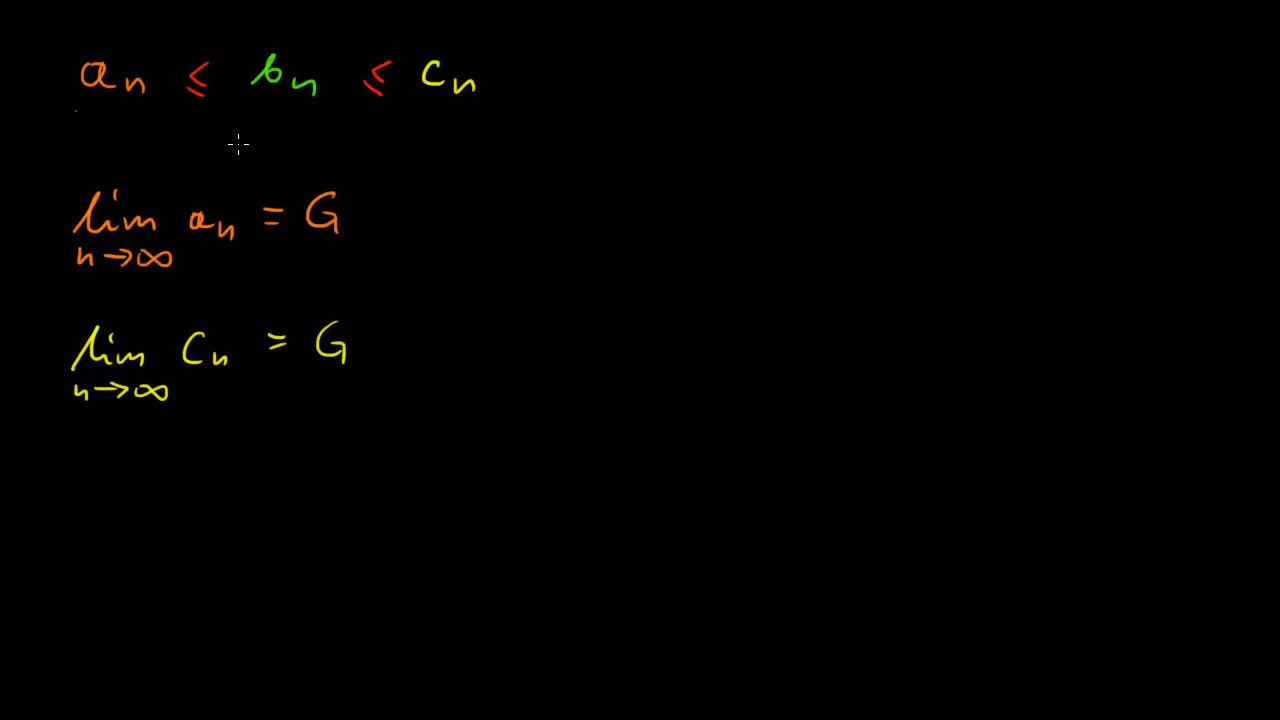 aₙ ≤ bₙ ≤ cₙ
lim aₙ = G
n→∞
lim cₙ = G
n→∞